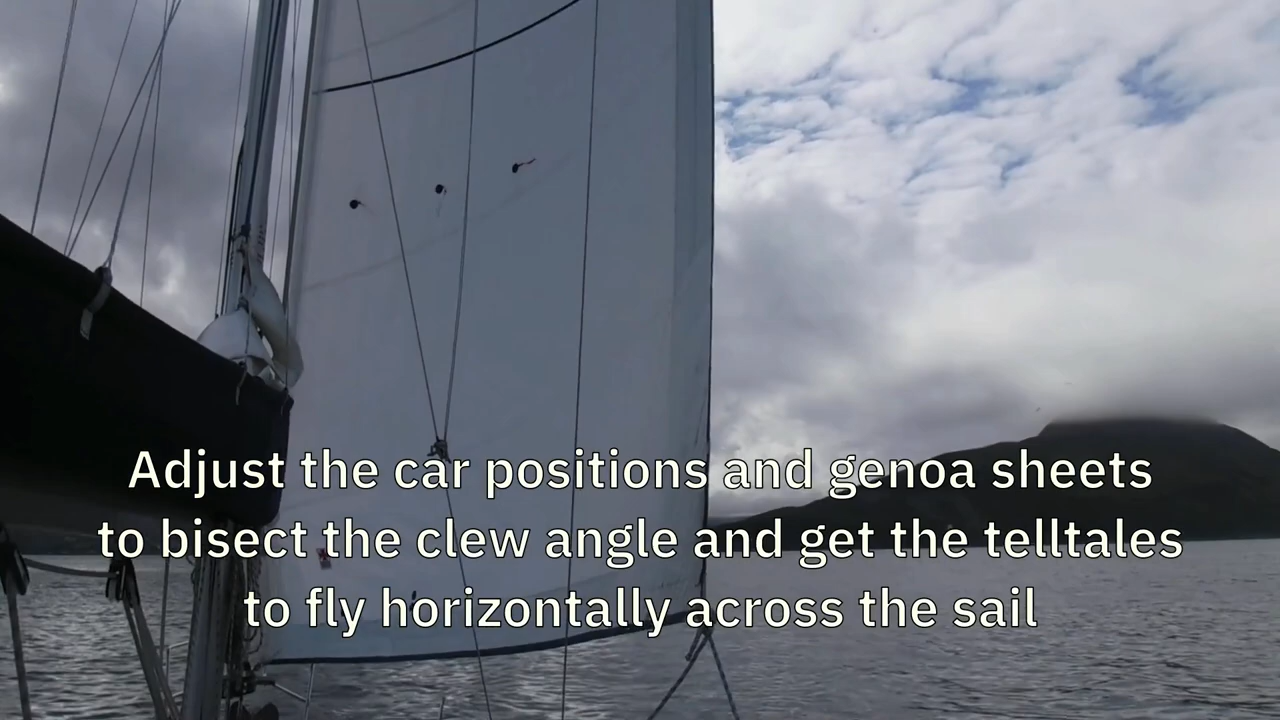 Adjust the car positions and genoa sheets
to bisect the clew angle and get the telltales
to fly horizontally across the sail